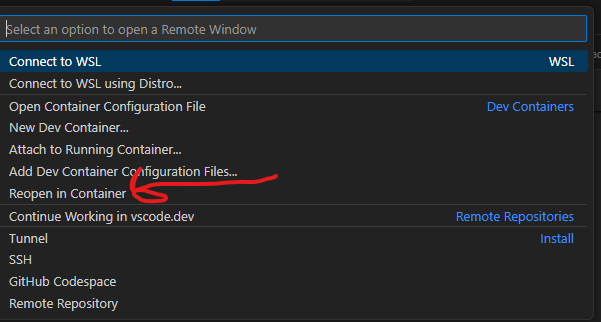 Select an option to open a Remote Window
Connect to WSL WSL
Connect to WSL using Distro...
Open Container Configuration File Dev Containers
New Dev Container...
Attach to Running Container...
Add Dev Container Configuration Files...
Reopen in Container
Continue Working in vscode.dev Remote Repositories
Tunnel Install
SSH
GitHub Codespace
Remote Repository